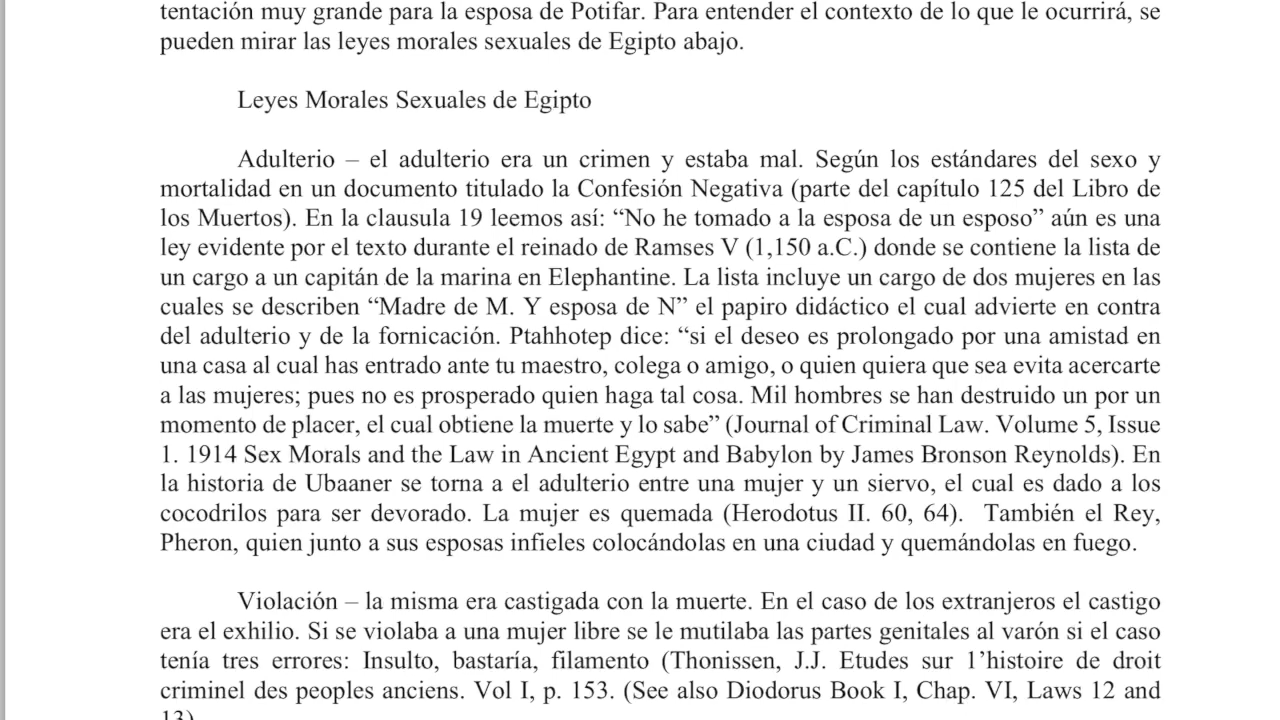 tentación muy grande para la esposa de Potifar. Para entender el contexto de lo que le ocurrirá, se
pueden mirar las leyes morales sexuales de Egipto abajo.
Leyes Morales Sexuales de Egipto
Adulterio – el adulterio era un crimen y estaba mal. Según los estándares del sexo y
mortalidad en un documento titulado la Confesión Negativa (parte del capítulo 125 del Libro de
los Muertos). En la clausula 19 leemos así: “No he tomado a la esposa de un esposo” aún es una
ley evidente por el texto durante el reinado de Ramses V (1,150 a.C.) donde se contiene la lista de
un cargo a un capitán de la marina en Elephantine. La lista incluye un cargo de dos mujeres en las
cuales se describen “Madre de M. Y esposa de N” el papiro didáctico el cual advierte en contra
del adulterio y de la fornicación. Ptahhotep dice: “si el deseo es prolongado por una amistad en
una casa al cual has entrado ante tu maestro, colega o amigo, o quien quiera que sea evita acercarte
a las mujeres; pues no es prosperado quien haga tal cosa. Mil hombres se han destruido un por un
momento de placer, el cual obtiene la muerte y lo sabe” (Journal of Criminal Law. Volume 5, Issue
1. 1914 Sex Morals and the Law in Ancient Egypt and Babylon by James Bronson Reynolds). En
la historia de Ubaaner se torna a el adulterio entre una mujer y un siervo, el cual es dado a los
cocodrilos para ser devorado. La mujer es quemada (Herodotus II. 60, 64).  También el Rey,
Pheron, quien junto a sus esposas infieles colocándolas en una ciudad y quemándolas en fuego.
Violación – la misma era castigada con la muerte. En el caso de los extranjeros el castigo
era el exhilio. Si se violaba a una mujer libre se le mutilaba las partes genitales al varón si el caso
tenía tres errores: Insulto, bastaría, filamento (Thonissen, J.J. Etudes sur 1’histoire de droit
criminel des peoples anciens. Vol I, p. 153. (See also Diodorus Book I, Chap. VI, Laws 12 and
13)